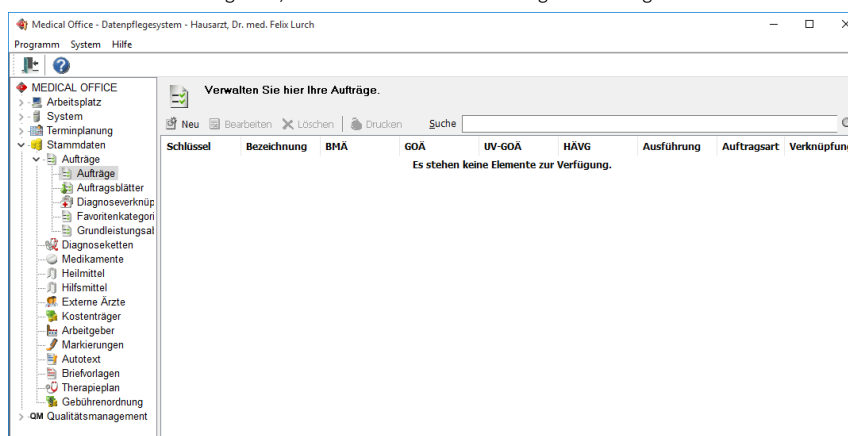 Medical Office - Datenpflegesystem - Hausarzt, Dr. med. Felix Lurch
Programm System Hilfe
MEDICAL OFFICE
Arbeitsplatz
System
Terminplanung
Stammdaten
Aufträge
Aufträge
Auftragsblätter
Diagnoseverknüp
Favoritenkategori
Grundleistungsal
Diagnoseketten
Medikamente
Heilmittel
Hilfsmittel
Externe Ärzte
Kostenträger
Arbeitgeber
Markierungen
Autotext
Briefvorlagen
Therapieplan
Gebührenordnung
QM Qualitätsmanagement
Verwalten Sie hier Ihre Aufträge.
Neu Bearbeiten Löschen Drucken Suche
Schlüssel Bezeichnung BMÄ GOÄ UV-GOÄ HÄVG Ausführung Auftragsart Verknüpfung
Es stehen keine Elemente zur Verfügung.